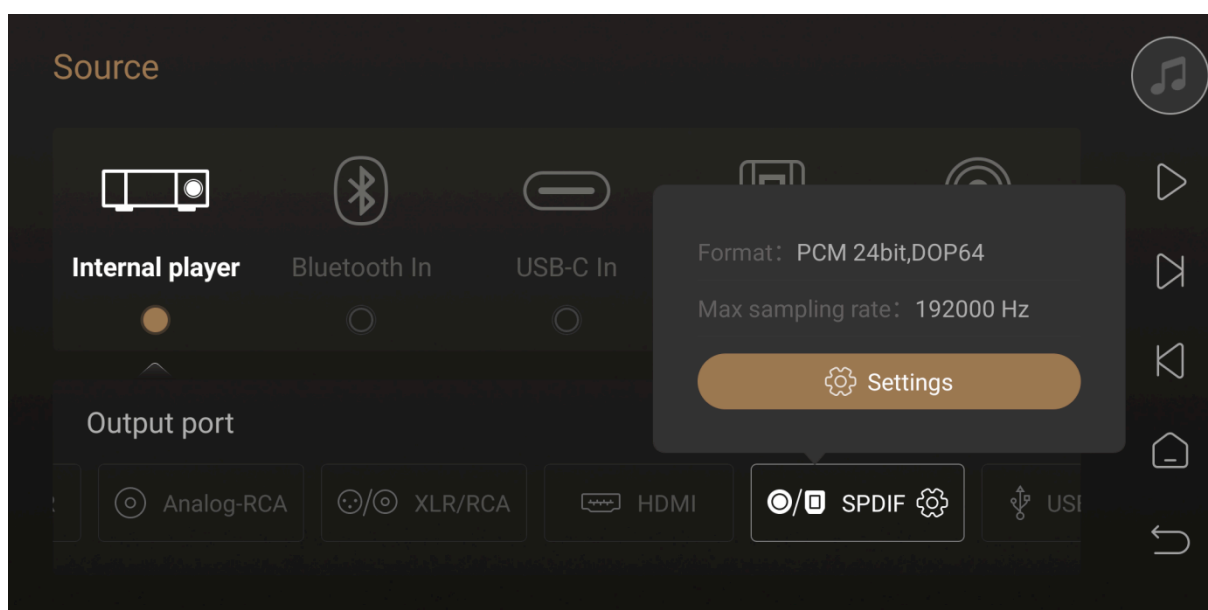 Source
Internal player
Bluetooth In
USB-C In
Format: PCM 24bit,DOP64
Max sampling rate: 192000 Hz
Settings
Output port
Analog-RCA
XLR/RCA
HDMI
SPDIF